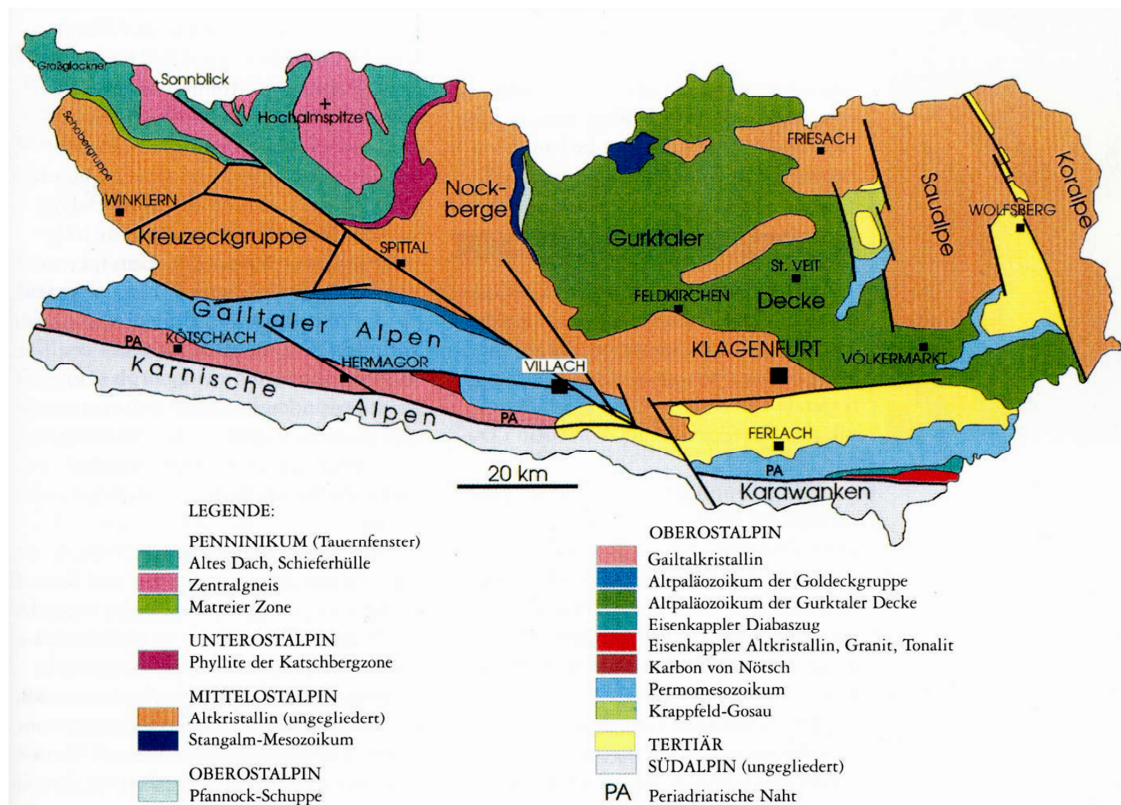 Großglockner
Sonnblick
Hochalmspitze
Schobergruppe
WINKLERN
Kreuzeckgruppe
SPITTAL
Nock-
berge
Gurktaler
Decke
FRIESACH
Saualpe
Koralpe
WOLFSBERG
St. VEIT
FELDKIRCHEN
KLAGENFURT
VÖLKERMARKT
Gailtaler Alpen
KÖTSCHACH
PA
HERMAGOR
Karnische Alpen
VILLACH
PA
FERLACH
PA
Karawanken
20 km
LEGENDE:
PENNINIKUM (Tauernfenster)
Altes Dach, Schieferhülle
Zentralgneis
Matreier Zone
UNTEROSTALPIN
Phyllite der Katschbergzone
MITTELOSTALPIN
Altkristallin (ungegliedert)
Stangalm-Mesozoikum
OBEROSTALPIN
Pfannock-Schuppe
OBEROSTALPIN
Gailtalkristallin
Altpaläozoikum der Goldeckgruppe
Altpaläozoikum der Gurktaler Decke
Eisenkappler Diabaszug
Eisenkappler Altkristallin, Granit, Tonalit
Karbon von Nötsch
Permomesozoikum
Krappfeld-Gosau
TERTIÄR
SÜDALPIN (ungegliedert)
PA Periadriatische Naht